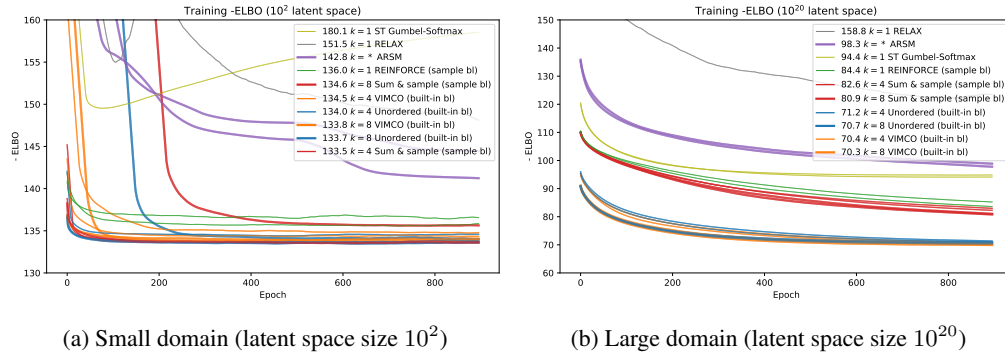 Training -ELBO (10² latent space)
- ELBO
160
155
150
145
140
135
130
180.1 k = 1 ST Gumbel-Softmax
151.5 k = 1 RELAX
142.8 k = * ARSM
136.0 k = 1 REINFORCE (sample bl)
134.6 k = 8 Sum & sample (sample bl)
134.5 k = 4 VIMCO (built-in bl)
134.0 k = 4 Unordered (built-in bl)
133.8 k = 8 VIMCO (built-in bl)
133.7 k = 8 Unordered (built-in bl)
133.5 k = 4 Sum & sample (sample bl)
0 200 400 600 800
Epoch
(a) Small domain (latent space size 10²)
Training -ELBO (10²⁰ latent space)
- ELBO
150
140
130
120
110
100
90
80
70
60
158.8 k = 1 RELAX
98.3 k = * ARSM
94.4 k = 1 ST Gumbel-Softmax
84.4 k = 1 REINFORCE (sample bl)
82.6 k = 4 Sum & sample (sample bl)
80.9 k = 8 Sum & sample (sample bl)
71.2 k = 4 Unordered (built-in bl)
70.7 k = 8 Unordered (built-in bl)
70.4 k = 4 VIMCO (built-in bl)
70.3 k = 8 VIMCO (built-in bl)
0 200 400 600 800
Epoch
(b) Large domain (latent space size 10²⁰)